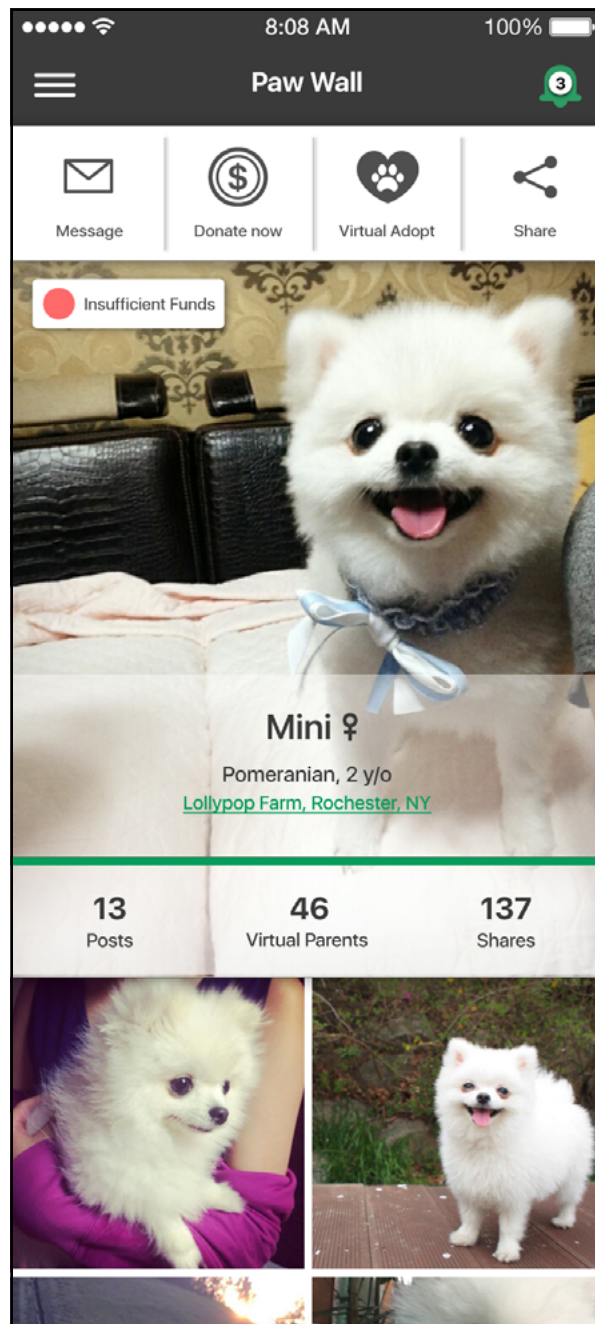 8:08 AM
100%
Paw Wall
3
Message
Donate now
Virtual Adopt
Share
Insufficient Funds
Mini ♀
Pomeranian, 2 y/o
Lollypop Farm, Rochester, NY
13
46
137
Posts
Virtual Parents
Shares